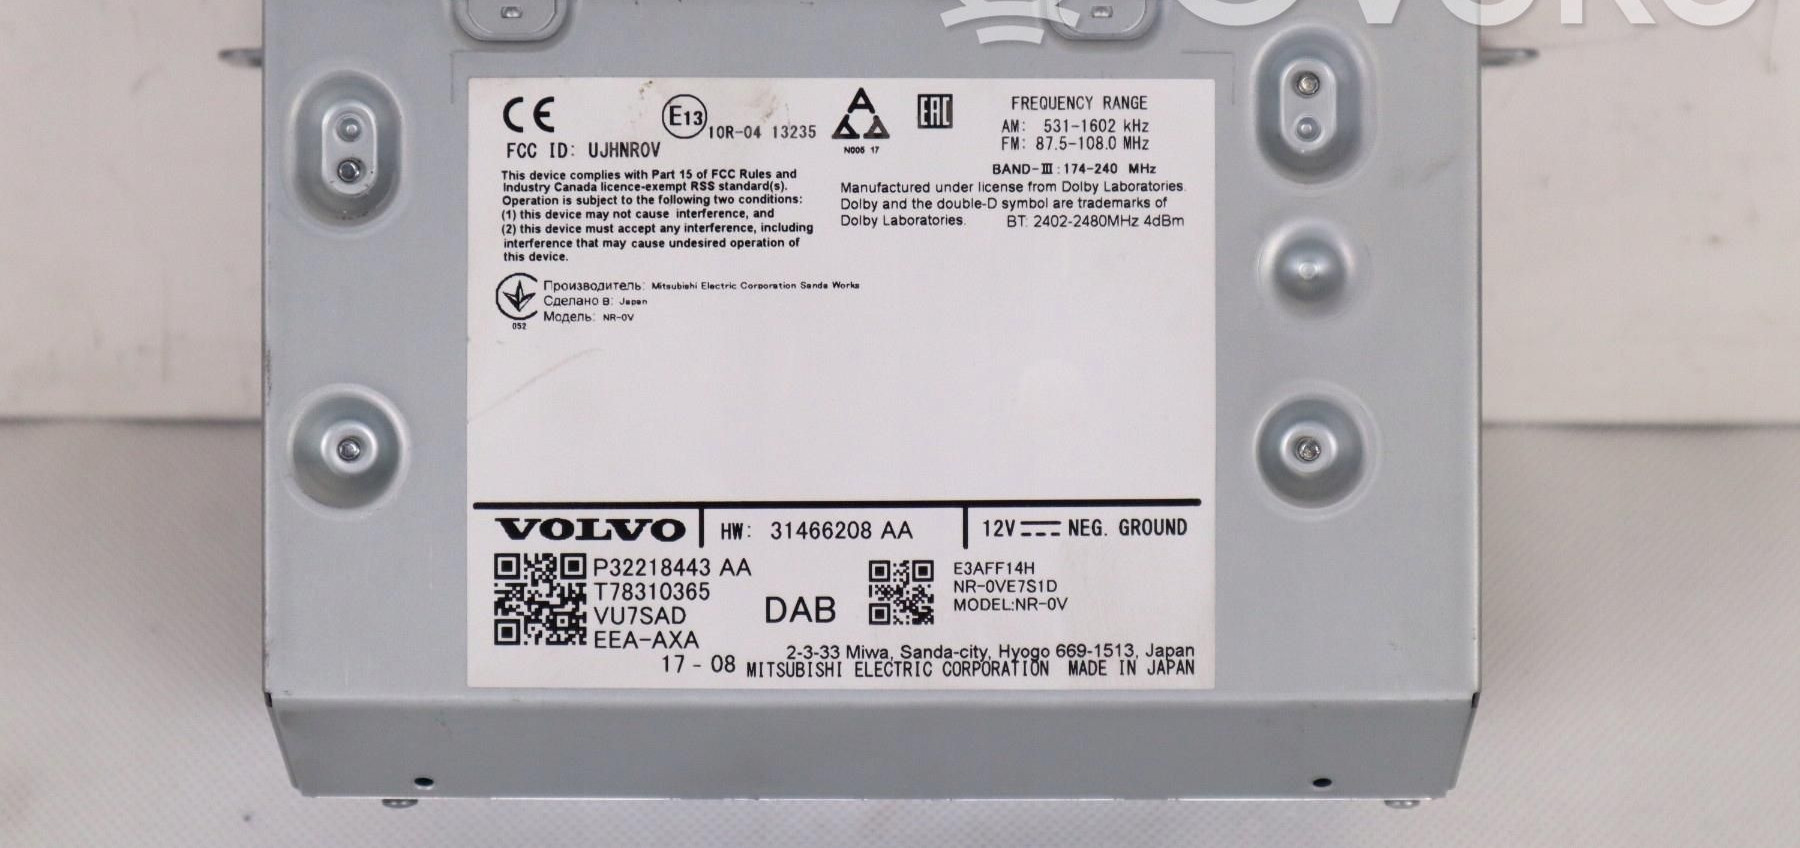 CE
E13
10R-04 13235
A
N005 17
EAC
FCC ID: UJHNR0V
This device complies with Part 15 of FCC Rules and
Industry Canada licence-exempt RSS standard(s).
Operation is subject to the following two conditions:
(1) this device may not cause interference, and
(2) this device must accept any interference, including
interference that may cause undesired operation of
this device.
FREQUENCY RANGE
AM: 531-1602 kHz
FM: 87.5-108.0 MHz
BAND-III:174-240 MHz
Manufactured under license from Dolby Laboratories.
Dolby and the double-D symbol are trademarks of
Dolby Laboratories. BT: 2402-2480MHz 4dBm
Производитель: Mitsubishi Electric Corporation Sanda Works
Сделано в: Japan
Модель: NR-0V
052
VOLVO
HW: 31466208 AA
12V NEG. GROUND
P32218443 AA
T78310365
VU7SAD
EEA-AXA
17 - 08
DAB
E3AFF14H
NR-0VE7S1D
MODEL:NR-0V
2-3-33 Miwa, Sanda-city, Hyogo 669-1513, Japan
MITSUBISHI ELECTRIC CORPORATION MADE IN JAPAN